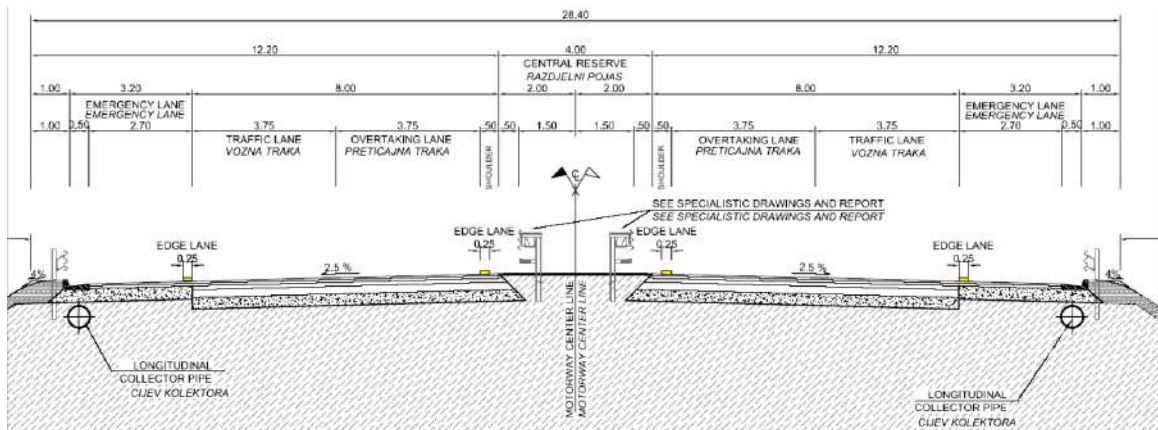 28.40
12.20 4.00 12.20
CENTRAL RESERVE
RAZDJELNI POJAS
1.00 3.20 8.00 2.00 2.00 8.00 3.20 1.00
EMERGENCY LANE EMERGENCY LANE
EMERGENCY LANE EMERGENCY LANE
1.00 0.50 2.70 3.75 3.75 .50 .50 1.50 1.50 .50 .50 3.75 3.75 2.70 0.50 1.00
TRAFFIC LANE OVERTAKING LANE OVERTAKING LANE TRAFFIC LANE
VOZNA TRAKA PRETICAJNA TRAKA PRETICAJNA TRAKA VOZNA TRAKA
SHOULDER SHOULDER
SEE SPECIALISTIC DRAWINGS AND REPORT
SEE SPECIALISTIC DRAWINGS AND REPORT
EDGE LANE EDGE LANE EDGE LANE EDGE LANE
0.25 0.25 0.25 0.25
4% 2.5 % 2.5 % 4%
MOTORWAY CENTER LINE
MOTORWAY CENTER LINE
LONGITUDINAL
COLLECTOR PIPE
CIJEV KOLEKTORA
LONGITUDINAL
COLLECTOR PIPE
CIJEV KOLEKTORA